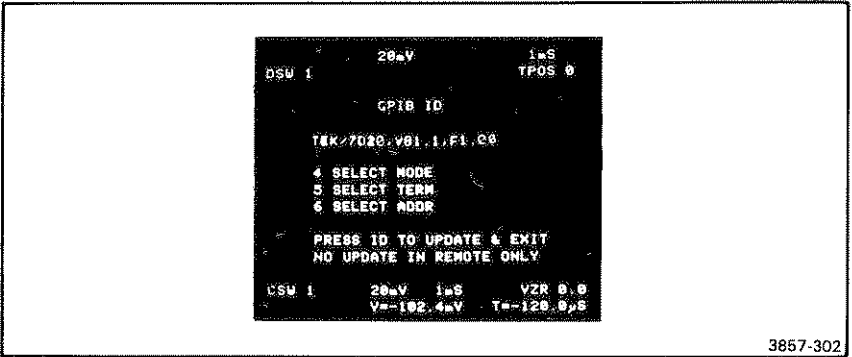 20mV 1mS
DSW 1 TPOS 0
GPIB ID
TEK/7D20,V81.1,F1.
4 SELECT MODE
5 SELECT TERM
6 SELECT ADDR
PRESS ID TO UPDATE & EXIT
NO UPDATE IN REMOTE ONLY
CSW 1 20mV 1mS VZR 0.0
V=-102.4mV T=-120.0µS
3857-302